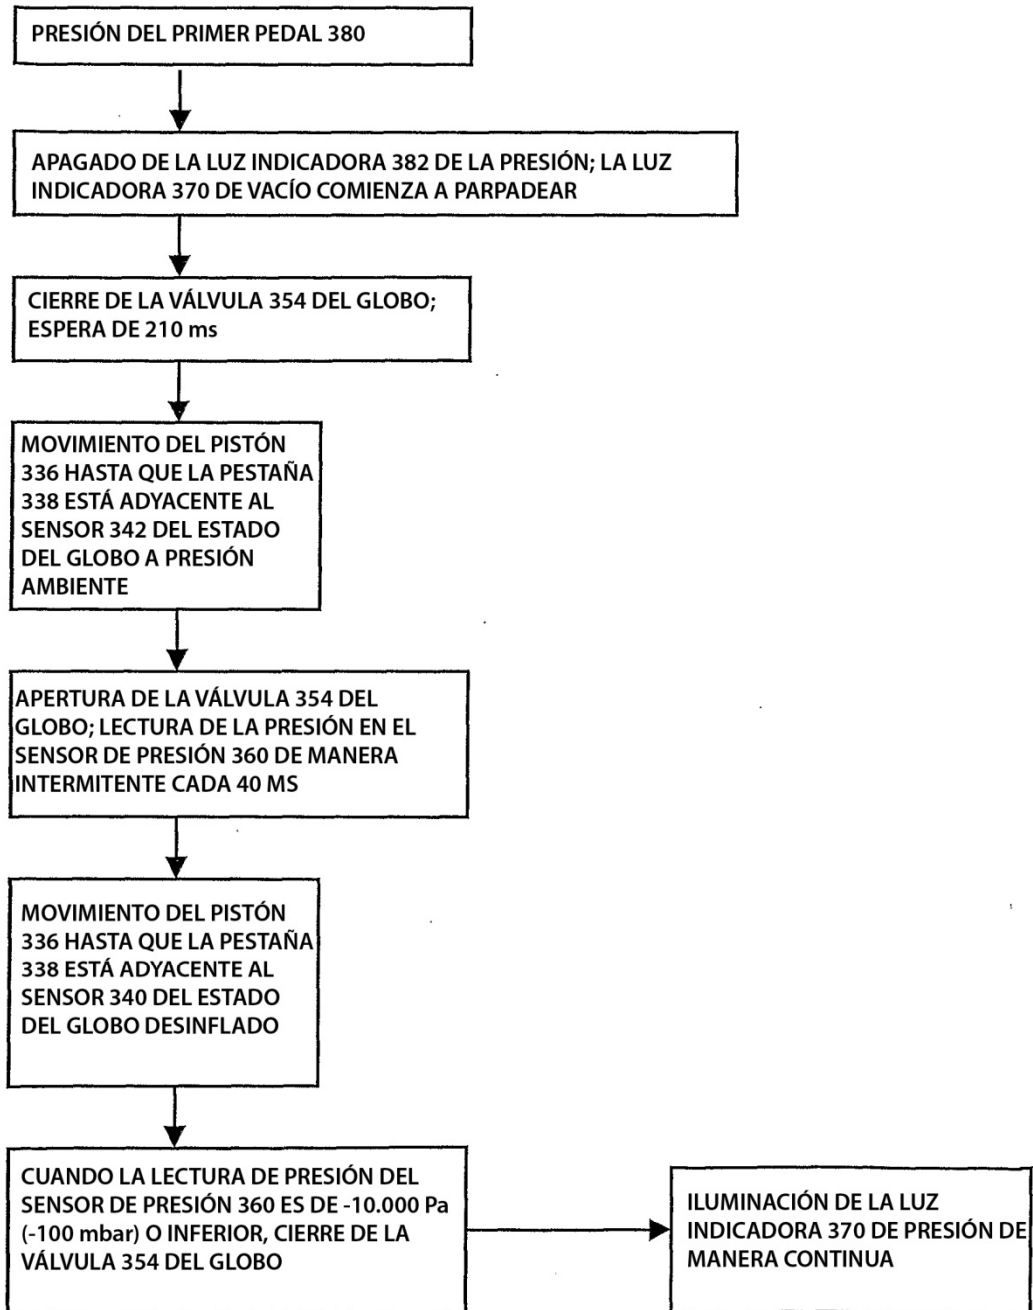 PRESIÓN DEL PRIMER PEDAL 380
APAGADO DE LA LUZ INDICADORA 382 DE LA PRESIÓN; LA LUZ
INDICADORA 370 DE VACÍO COMIENZA A PARPADEAR
CIERRE DE LA VÁLVULA 354 DEL GLOBO;
ESPERA DE 210 ms
MOVIMIENTO DEL PISTÓN
336 HASTA QUE LA PESTAÑA
338 ESTÁ ADYACENTE AL
SENSOR 342 DEL ESTADO
DEL GLOBO A PRESIÓN
AMBIENTE
APERTURA DE LA VÁLVULA 354 DEL
GLOBO; LECTURA DE LA PRESIÓN EN EL
SENSOR DE PRESIÓN 360 DE MANERA
INTERMITENTE CADA 40 MS
MOVIMIENTO DEL PISTÓN
336 HASTA QUE LA PESTAÑA
338 ESTÁ ADYACENTE AL
SENSOR 340 DEL ESTADO
DEL GLOBO DESINFLADO
CUANDO LA LECTURA DE PRESIÓN DEL
SENSOR DE PRESIÓN 360 ES DE -10.000 Pa
(-100 mbar) O INFERIOR, CIERRE DE LA
VÁLVULA 354 DEL GLOBO
ILUMINACIÓN DE LA LUZ
INDICADORA 370 DE PRESIÓN DE
MANERA CONTINUA